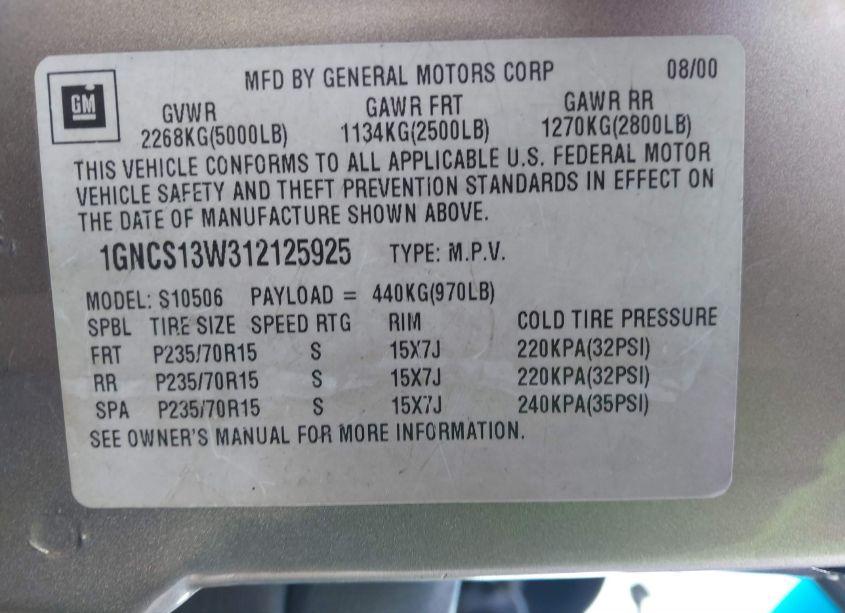 MFD BY GENERAL MOTORS CORP 08/00
GM
GVWR GAWR FRT GAWR RR
2268KG(5000LB) 1134KG(2500LB) 1270KG(2800LB)
THIS VEHICLE CONFORMS TO ALL APPLICABLE U.S. FEDERAL MOTOR
VEHICLE SAFETY AND THEFT PREVENTION STANDARDS IN EFFECT ON
THE DATE OF MANUFACTURE SHOWN ABOVE.
1GNCS13W312125925 TYPE: M.P.V.
MODEL: S10506 PAYLOAD = 440KG(970LB)
SPBL TIRE SIZE SPEED RTG RIM COLD TIRE PRESSURE
FRT P235/70R15 S 15X7J 220KPA(32PSI)
RR P235/70R15 S 15X7J 220KPA(32PSI)
SPA P235/70R15 S 15X7J 240KPA(35PSI)
SEE OWNER'S MANUAL FOR MORE INFORMATION.